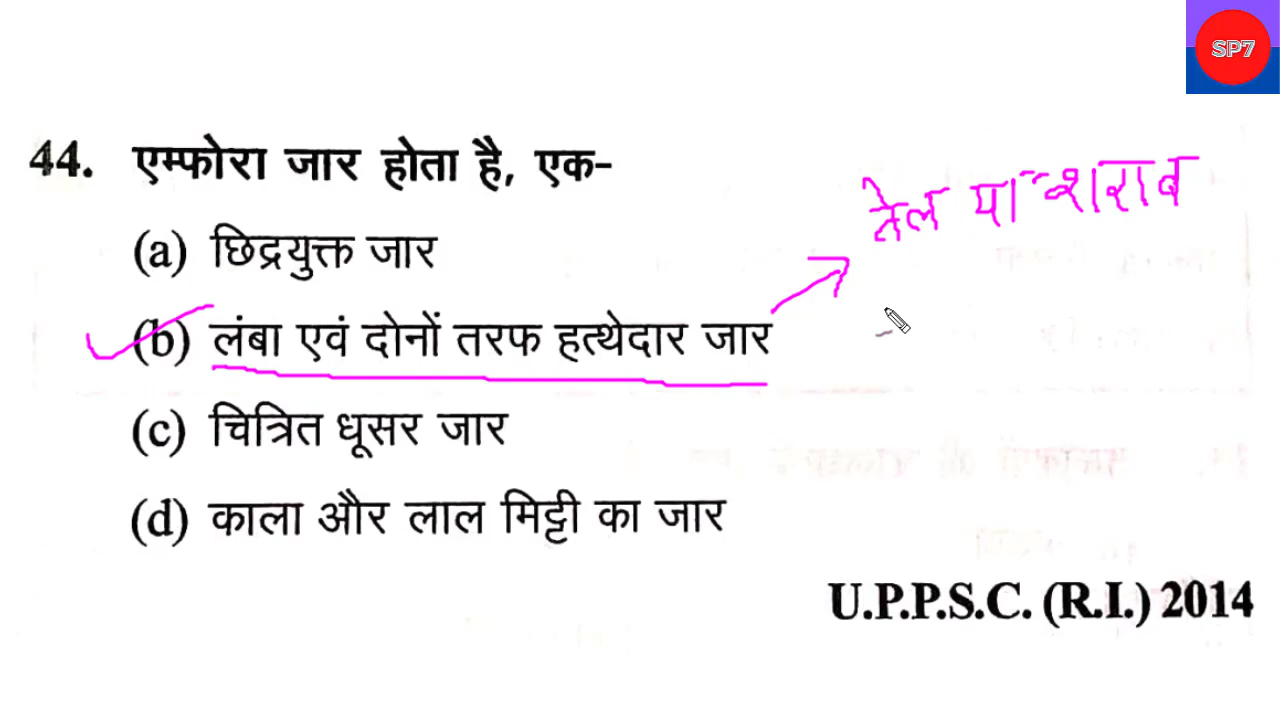 SP7
44. एम्फोरा जार होता है, एक-
तेल या शराब
(a) छिद्रयुक्त जार
(b) लंबा एवं दोनों तरफ हत्थेदार जार
(c) चित्रित धूसर जार
(d) काला और लाल मिट्टी का जार
U.P.P.S.C. (R.I.) 2014